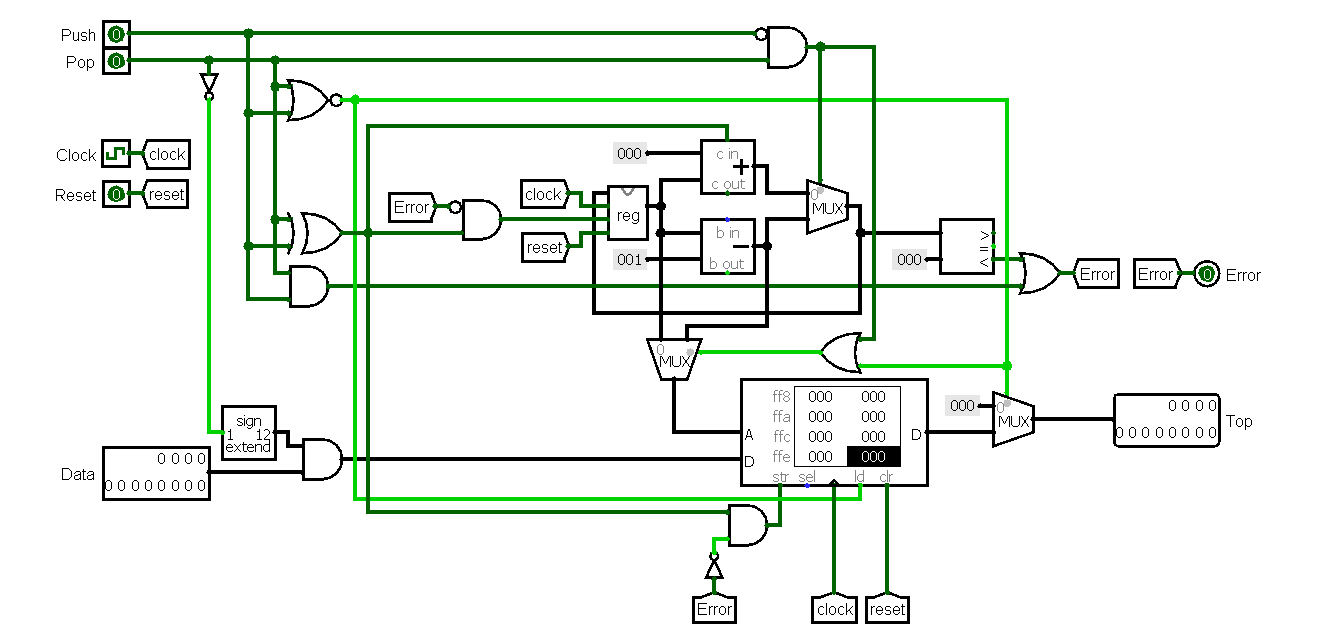 Push 0
Pop 0
Clock clock
Reset 0 reset
000 c in
+
c out
0
MUX
Error clock reg
reset
b in
001 - b out
>
000 =
<
Error Error 0 Error
0
MUX
sign
1 12
extend
Data 0 0 0 0
0 0 0 0 0 0 0 0
ff8 000 000
ffa 000 000
ffc 000 000
ffe 000 000
A D D
str sel ld clr
000 0
MUX
0 0 0 0
0 0 0 0 0 0 0 0
Top
Error clock reset